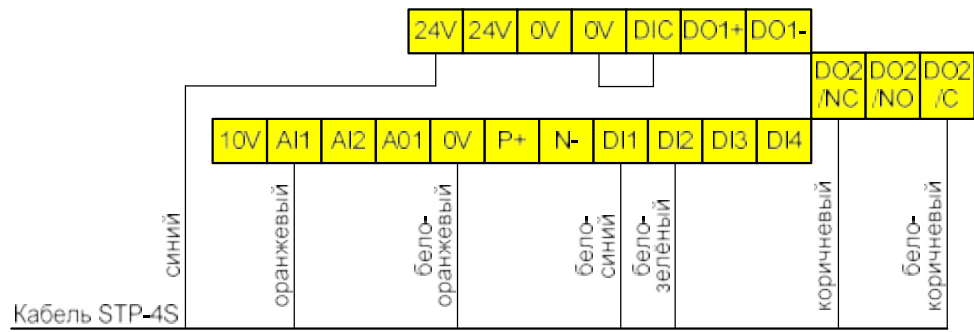 24V 24V 0V 0V DIC DO1+ DO1-
DO2 DO2 DO2
/NC /NO /C
10V AI1 AI2 A01 0V P+ N- DI1 DI2 DI3 DI4
синий
оранжевый
бело-
оранжевый
бело-
синий
бело-
зелёный
коричневый
бело-
коричневый
Кабель STP-4S